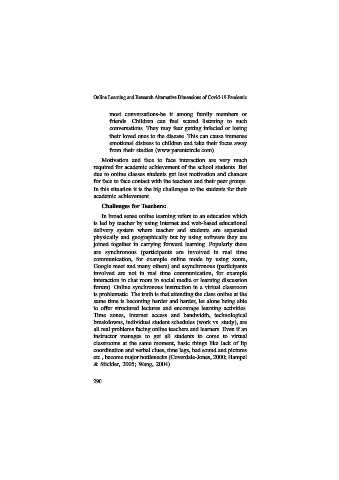 Online Learning and Research Alternative Dimensions of Covid-19 Pandemic
most conversations-be it among family members or
friends. Children can feel scared listening to such
conversations. They may fear getting infected or losing
their loved ones to the disease. This can cause immense
emotional distress to children and take their focus away
from their studies (www.parentcircle.com)
Motivation and face to face interaction are very much
required for academic achievement of the school students. But
due to online classes students get less motivation and chances
for face to face contact with the teachers and their peer groups.
In this situation it is the big challenges to the students for their
academic achievement.
Challenges for Teachers:
In broad sense online learning refers to an education which
is led by teacher by using internet and web-based educational
delivery system where teacher and students are separated
physically and geographically but by using software they are
joined together in carrying forward learning. Popularly these
are synchronous (participants are involved in real time
communication, for example online mode by using zoom,
Google meet and many others) and asynchronous (participants
involved are not in real time communication, for example
interaction in chat room in social media or learning discussion
forum). Online synchronous instruction in a virtual classroom
is problematic. The truth is that attending the class online at the
same time is becoming harder and harder, let alone being able
to offer structured lectures and encourage learning activities.
Time zones, internet access and bandwidth, technological
breakdowns, individual student schedules (work vs. study), are
all real problems facing online teachers and learners. Even if an
instructor manages to get all students to come to virtual
classrooms at the same moment, basic things like lack of lip
coordination and verbal clues, time lags, bad sound and pictures
etc., become major bottlenecks (Coverdale-Jones, 2000; Hampel
& Stickler, 2005; Wang, 2004)
290